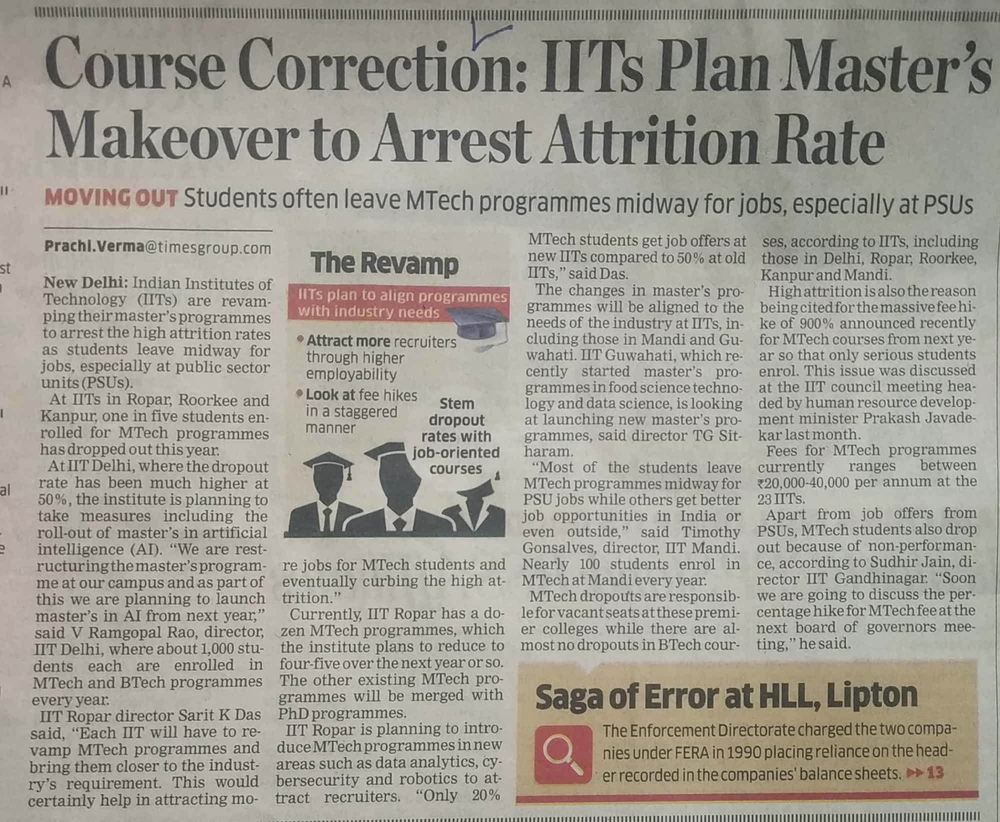 Course Correction: IITs Plan Master's
Makeover to Arrest Attrition Rate
MOVING OUT Students often leave MTech programmes midway for jobs, especially at PSUs
Prachi.Verma@timesgroup.com
New Delhi: Indian Institutes of
Technology (IITs) are revam-
ping their master's programmes
to arrest the high attrition rates
as students leave midway for
jobs, especially at public sector
units (PSUs).
At IITs in Ropar, Roorkee and
Kanpur, one in five students en-
rolled for MTech programmes
has dropped out this year.
At IIT Delhi, where the dropout
rate has been much higher at
50%, the institute is planning to
take measures including the
roll-out of master's in artificial
intelligence (AI). "We are rest-
ructuring the master's program-
me at our campus and as part of
this we are planning to launch
master's in AI from next year,"
said V Ramgopal Rao, director,
IIT Delhi, where about 1,000 stu-
dents each are enrolled in
MTech and BTech programmes
every year.
IIT Ropar director Sarit K Das
said, "Each IIT will have to re-
vamp MTech programmes and
bring them closer to the indust-
ry's requirement. This would
certainly help in attracting mo-
The Revamp
IITs plan to align programmes
with industry needs
• Attract more recruiters
through higher
employability
• Look at fee hikes
in a staggered
manner
Stem
dropout
rates with
job-oriented
courses
re jobs for MTech students and
eventually curbing the high at-
trition."
Currently, IIT Ropar has a do-
zen MTech programmes, which
the institute plans to reduce to
four-five over the next year or so.
The other existing MTech pro-
grammes will be merged with
PhD programmes.
IIT Ropar is planning to intro-
duce MTech programmes in new
areas such as data analytics, cy-
bersecurity and robotics to at-
tract recruiters. "Only 20%
MTech students get job offers at
new IITs compared to 50% at old
IITs," said Das.
The changes in master's pro-
grammes will be aligned to the
needs of the industry at IITs, in-
cluding those in Mandi and Gu-
wahati. IIT Guwahati, which re-
cently started master's pro-
grammes in food science techno-
logy and data science, is looking
at launching new master's pro-
grammes, said director TG Sit-
haram.
"Most of the students leave
MTech programmes midway for
PSU jobs while others get better
job opportunities in India or
even outside," said Timothy
Gonsalves, director, IIT Mandi.
Nearly 100 students enrol in
MTech at Mandi every year.
MTech dropouts are responsib-
le for vacant seats at these premi-
er colleges while there are al-
most no dropouts in BTech cour-
ses, according to IITs, including
those in Delhi, Ropar, Roorkee,
Kanpur and Mandi.
High attrition is also the reason
being cited for the massive fee hi-
ke of 900% announced recently
for MTech courses from next ye-
ar so that only serious students
enrol. This issue was discussed
at the IIT council meeting hea-
ded by human resource develop-
ment minister Prakash Javade-
kar last month.
Fees for MTech programmes
currently ranges between
₹20,000-40,000 per annum at the
23 IITs.
Apart from job offers from
PSUs, MTech students also drop
out because of non-performan-
ce, according to Sudhir Jain, di-
rector IIT Gandhinagar. "Soon
we are going to discuss the per-
centage hike for MTech fee at the
next board of governors mee-
ting," he said.
Saga of Error at HLL, Lipton
The Enforcement Directorate charged the two compa-
nies under FERA in 1990 placing reliance on the head-
er recorded in the companies' balance sheets. ▶▶13